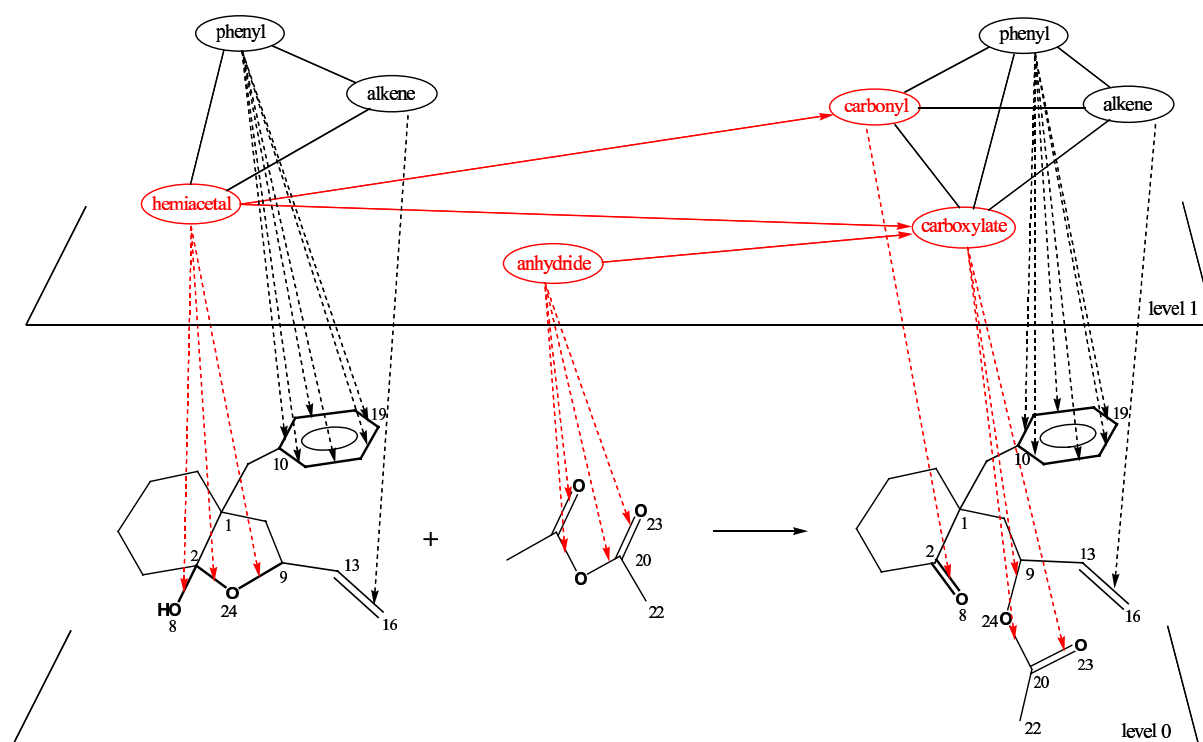 phenyl
phenyl
alkene
carbonyl
alkene
hemiacetal
carboxylate
anhydride
level 1
19
10
O
O
23
1
2
9
13
HO
8
O
24
16
+
O
20
22
19
10
1
2
9
13
O
8
24
O
16
O
23
20
22
level 0